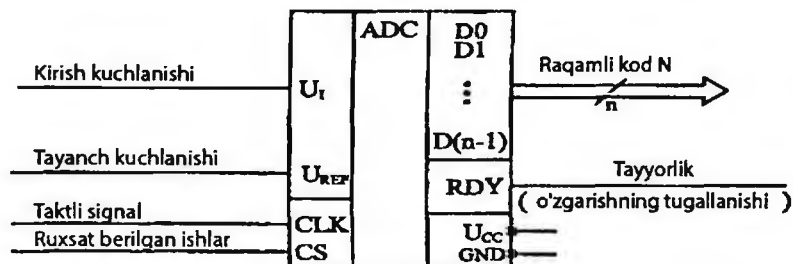 ADC
D0
D1
Kirish kuchlanishi
Raqamli kod N
U_I
n
D(n-1)
Tayanch kuchlanishi
U_REF
Tayyorlik
RDY
( o'zgarishning tugallanishi )
Taktli signal
CLK
U_CC
Ruxsat berilgan ishlar
CS
GND